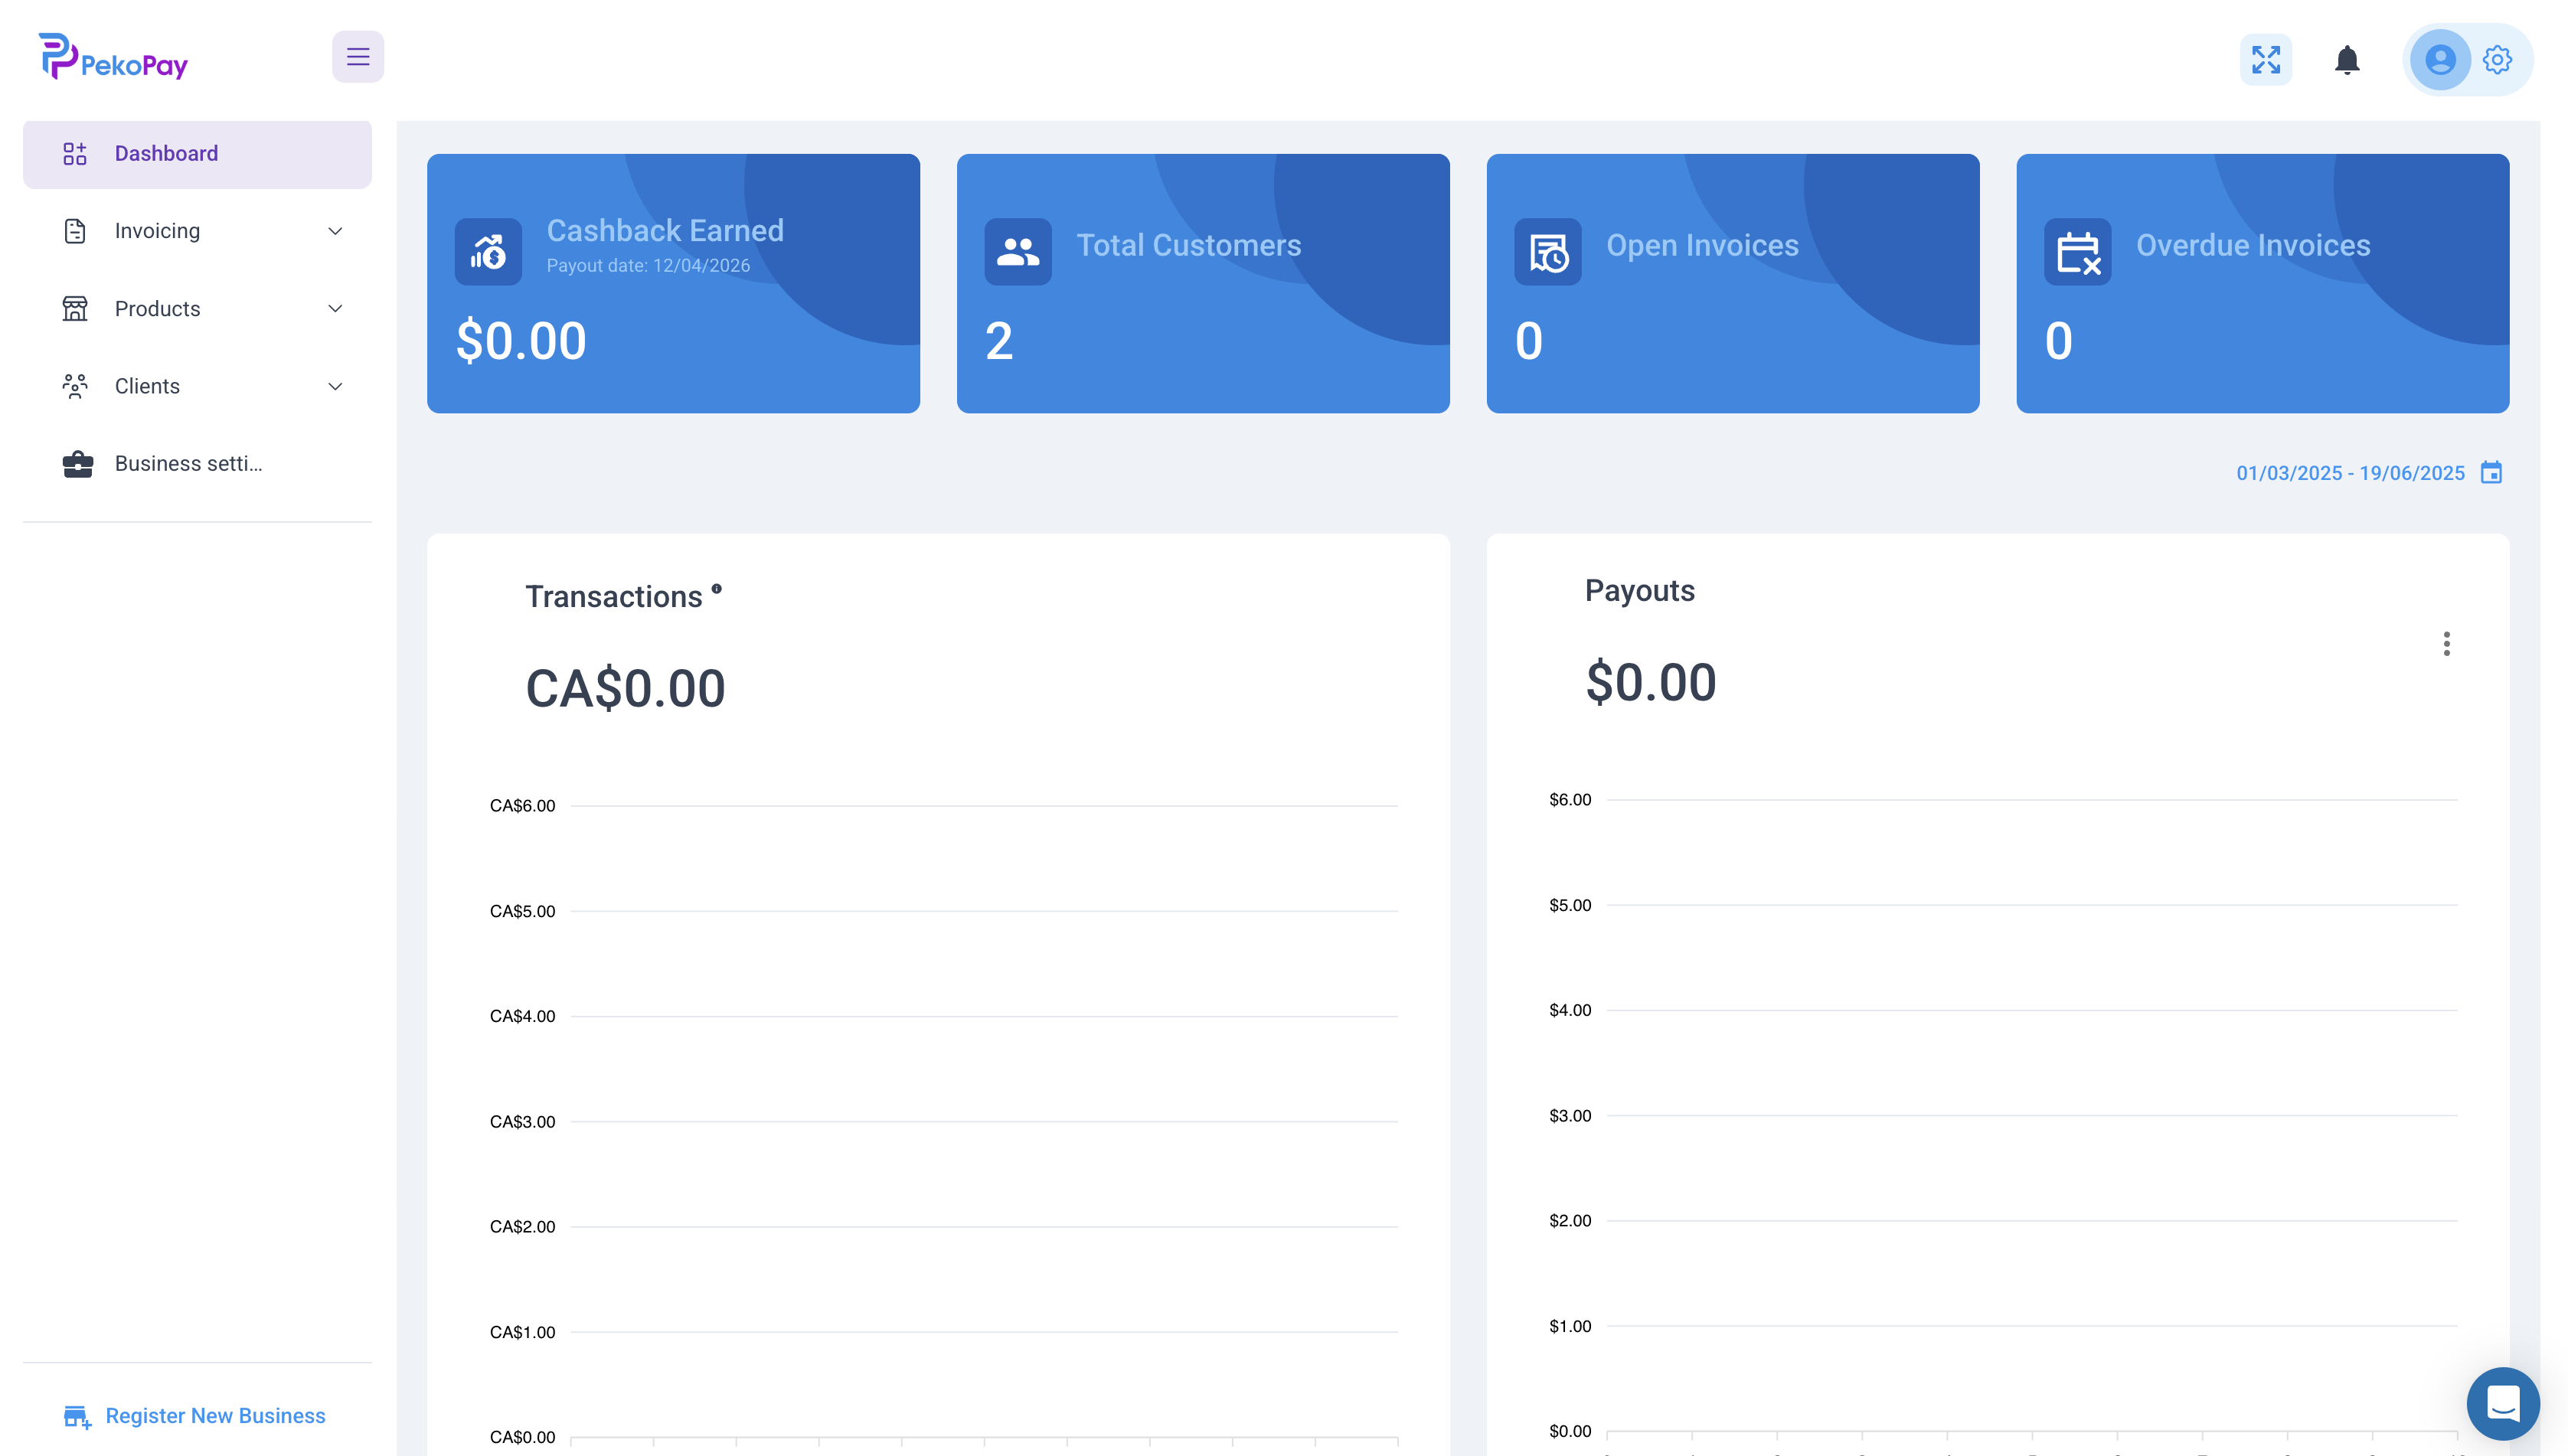 PekoPay
Dashboard
Invoicing
Products
Clients
Business setti...
Register New Business
Cashback Earned
Payout date: 12/04/2026
$0.00
Total Customers
2
Open Invoices
0
Overdue Invoices
0
01/03/2025 - 19/06/2025
Transactions
CA$0.00
CA$6.00
CA$5.00
CA$4.00
CA$3.00
CA$2.00
CA$1.00
CA$0.00
Payouts
$0.00
$6.00
$5.00
$4.00
$3.00
$2.00
$1.00
$0.00